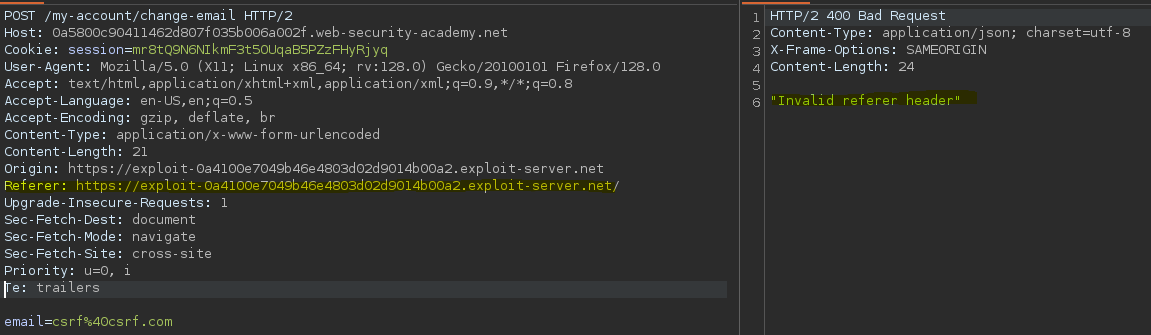 POST /my-account/change-email HTTP/2
Host: 0a5800c90411462d807f035b006a002f.web-security-academy.net
Cookie: session=mr8tQ9N6NIkmF3t5OUqaB5PZzFHyRjyq
User-Agent: Mozilla/5.0 (X11; Linux x86_64; rv:128.0) Gecko/20100101 Firefox/128.0
Accept: text/html,application/xhtml+xml,application/xml;q=0.9,*/*;q=0.8
Accept-Language: en-US,en;q=0.5
Accept-Encoding: gzip, deflate, br
Content-Type: application/x-www-form-urlencoded
Content-Length: 21
Origin: https://exploit-0a4100e7049b46e4803d02d9014b00a2.exploit-server.net
Referer: https://exploit-0a4100e7049b46e4803d02d9014b00a2.exploit-server.net/
Upgrade-Insecure-Requests: 1
Sec-Fetch-Dest: document
Sec-Fetch-Mode: navigate
Sec-Fetch-Site: cross-site
Priority: u=0, i
Te: trailers
email=csrf%40csrf.com
1 HTTP/2 400 Bad Request
2 Content-Type: application/json; charset=utf-8
3 X-Frame-Options: SAMEORIGIN
4 Content-Length: 24
5
6 "Invalid referer header"